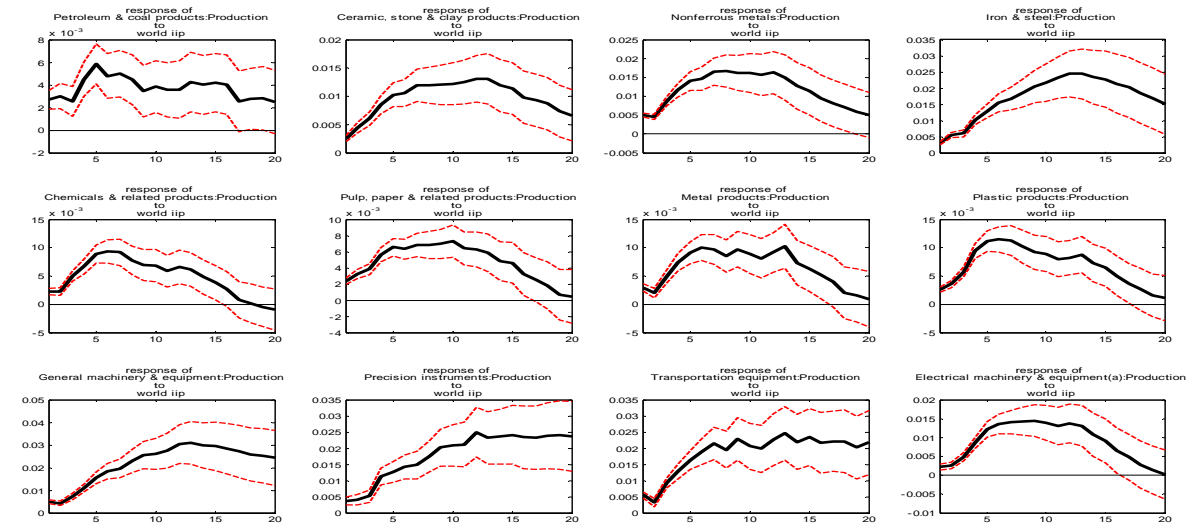 response of
Petroleum & coal products:Production
to
world iip
x 10^-3
8
6
4
2
0
-2
5
10
15
20
response of
Ceramic, stone & clay products:Production
to
world iip
0.02
0.015
0.01
0.005
0
5
10
15
20
response of
Nonferrous metals:Production
to
world iip
0.025
0.02
0.015
0.01
0.005
0
-0.005
5
10
15
20
response of
Iron & steel:Production
to
world iip
0.035
0.03
0.025
0.02
0.015
0.01
0.005
0
5
10
15
20
response of
Chemicals & related products:Production
to
world iip
x 10^-3
15
10
5
0
-5
5
10
15
20
response of
Pulp, paper & related products:Production
to
world iip
x 10^-3
10
8
6
4
2
0
-2
-4
5
10
15
20
response of
Metal products:Production
to
world iip
x 10^-3
15
10
5
0
-5
5
10
15
20
response of
Plastic products:Production
to
world iip
x 10^-3
15
10
5
0
-5
5
10
15
20
response of
General machinery & equipment:Production
to
world iip
0.05
0.04
0.03
0.02
0.01
0
5
10
15
20
response of
Precision instruments:Production
to
world iip
0.035
0.03
0.025
0.02
0.015
0.01
0.005
0
5
10
15
20
response of
Transportation equipment:Production
to
world iip
0.035
0.03
0.025
0.02
0.015
0.01
0.005
0
5
10
15
20
response of
Electrical machinery & equipment(a):Production
to
world iip
0.02
0.015
0.01
0.005
0
-0.005
-0.01
5
10
15
20